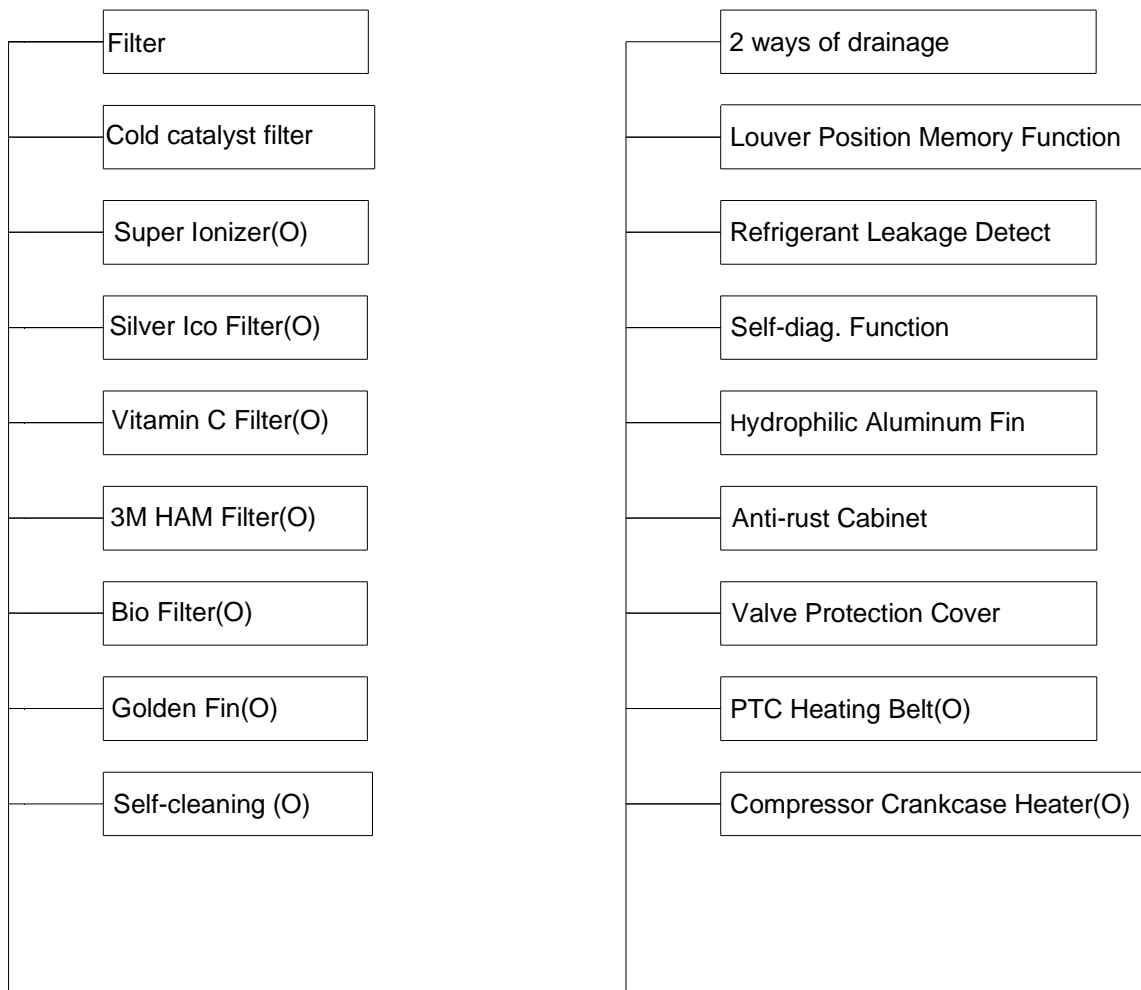 Filter
Cold catalyst filter
Super Ionizer(O)
Silver Ico Filter(O)
Vitamin C Filter(O)
3M HAM Filter(O)
Bio Filter(O)
Golden Fin(O)
Self-cleaning (O)
2 ways of drainage
Louver Position Memory Function
Refrigerant Leakage Detect
Self-diag. Function
Hydrophilic Aluminum Fin
Anti-rust Cabinet
Valve Protection Cover
PTC Heating Belt(O)
Compressor Crankcase Heater(O)